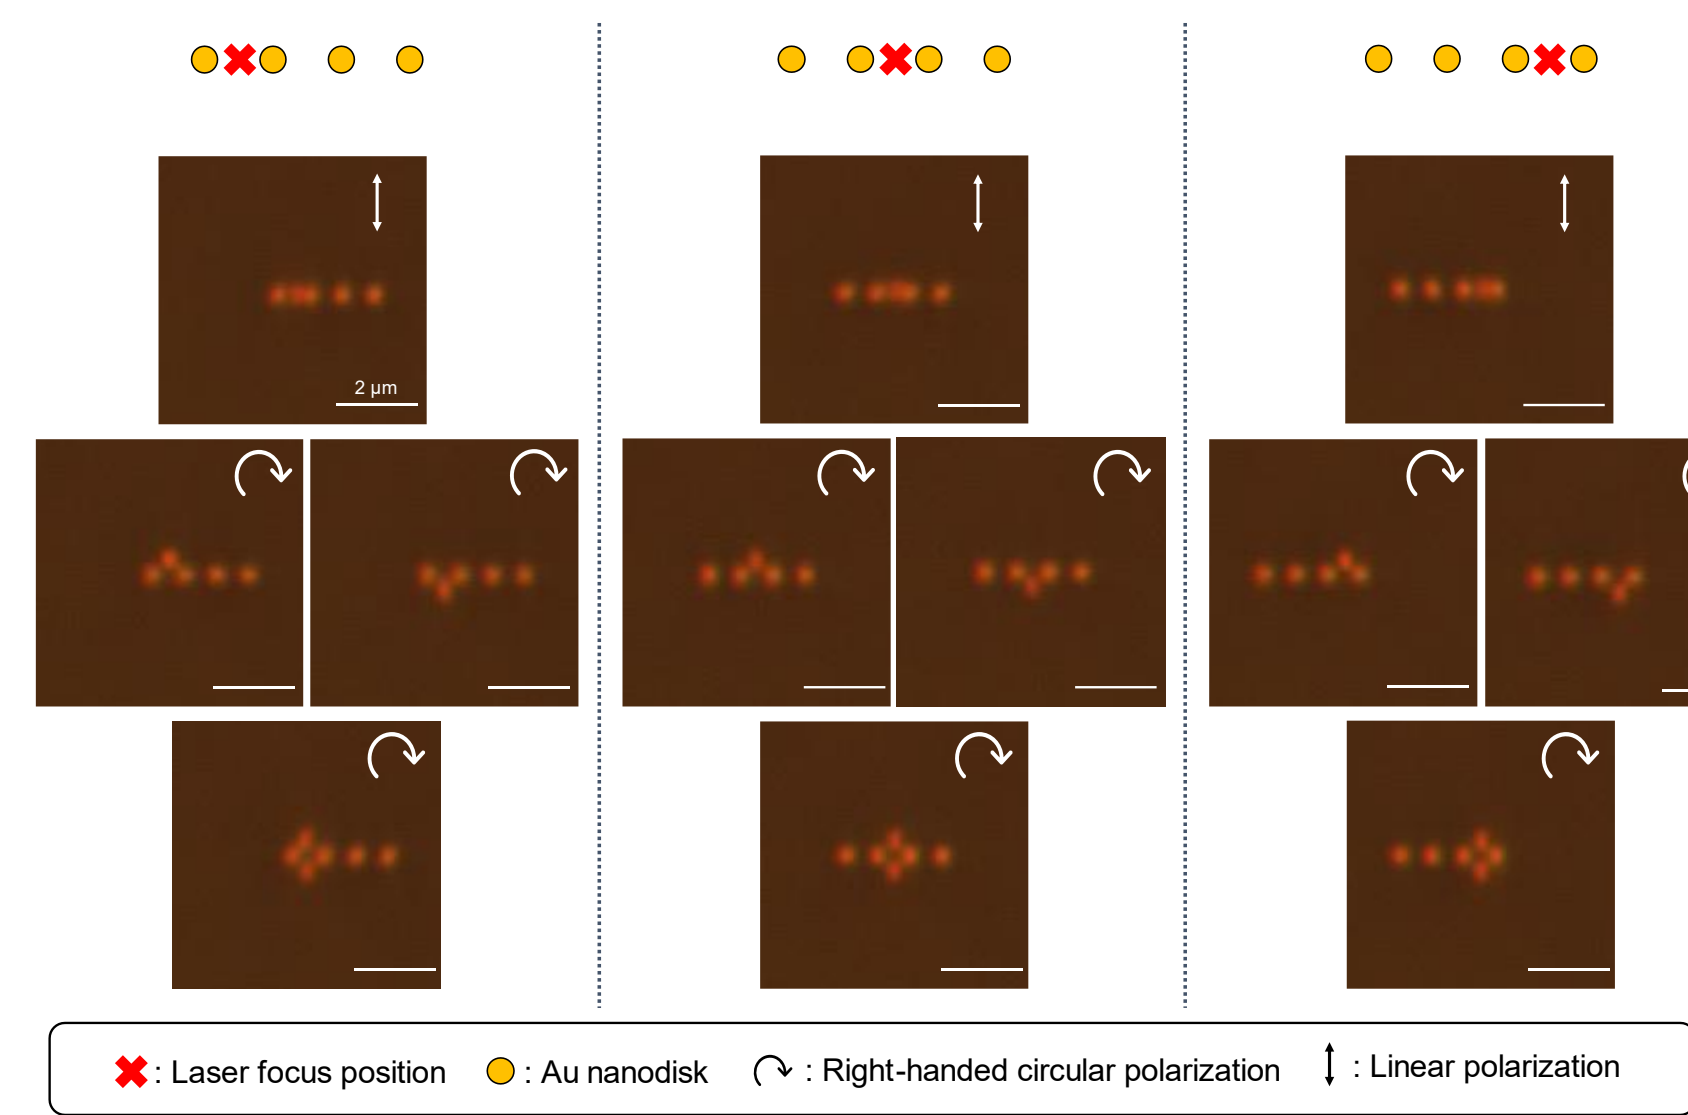 2 μm
: Laser focus position
: Au nanodisk
: Right-handed circular polarization
: Linear polarization